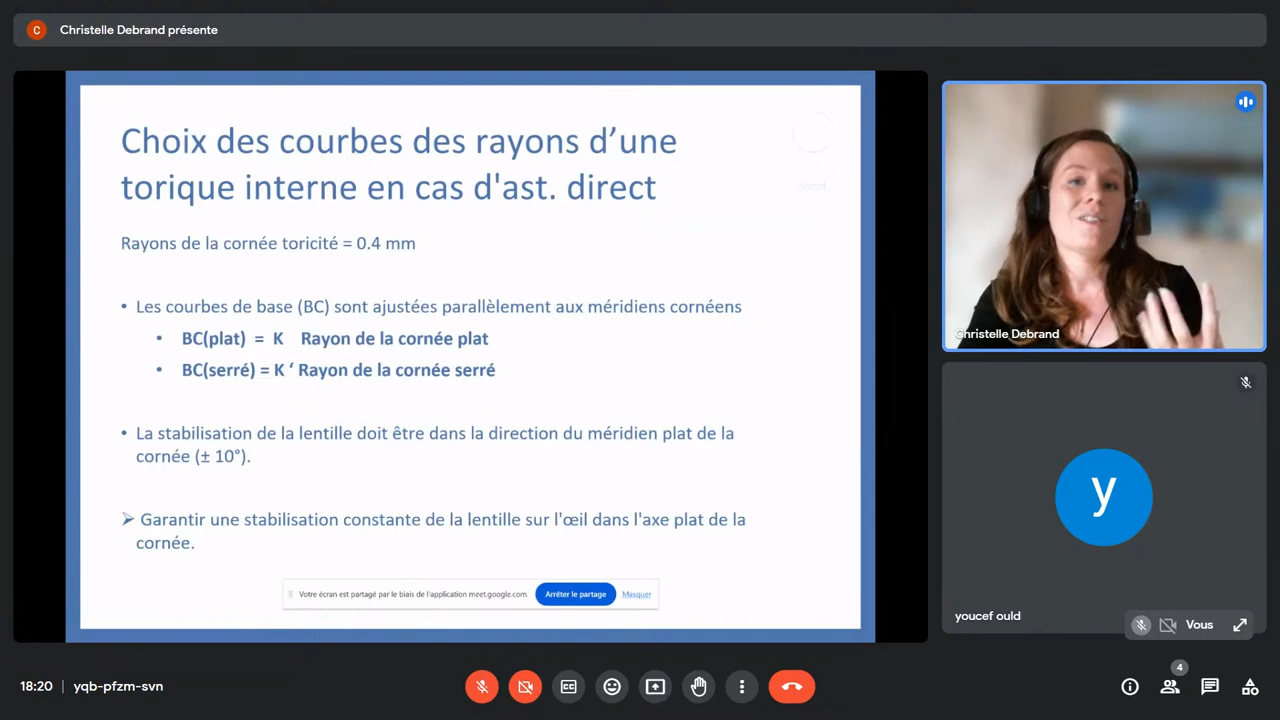 C Christelle Debrand présente
Choix des courbes des rayons d’une
torique interne en cas d'ast. direct
Rayons de la cornée toricité = 0.4 mm
• Les courbes de base (BC) sont ajustées parallèlement aux méridiens cornéens
• BC(plat) = K Rayon de la cornée plat
• BC(serré) = K ‘ Rayon de la cornée serré
• La stabilisation de la lentille doit être dans la direction du méridien plat de la
cornée (± 10°).
➢ Garantir une stabilisation constante de la lentille sur l'œil dans l'axe plat de la
cornée.
Votre écran est partagé par le biais de l'application meet.google.com. Arrêter le partage Masquer
Christelle Debrand
y
youcef ould
Vous
18:20 | yqb-pfzm-svn
4